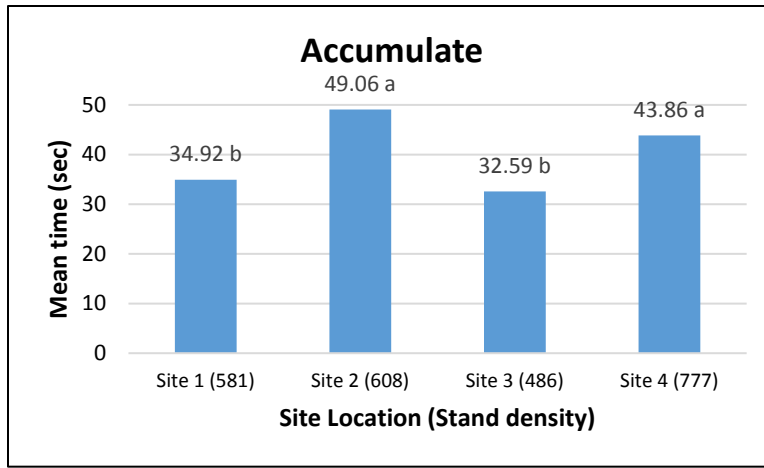 Accumulate
49.06 a
43.86 a
34.92 b
32.59 b
50
40
30
20
10
0
Mean time (sec)
Site 1 (581) Site 2 (608) Site 3 (486) Site 4 (777)
Site Location (Stand density)